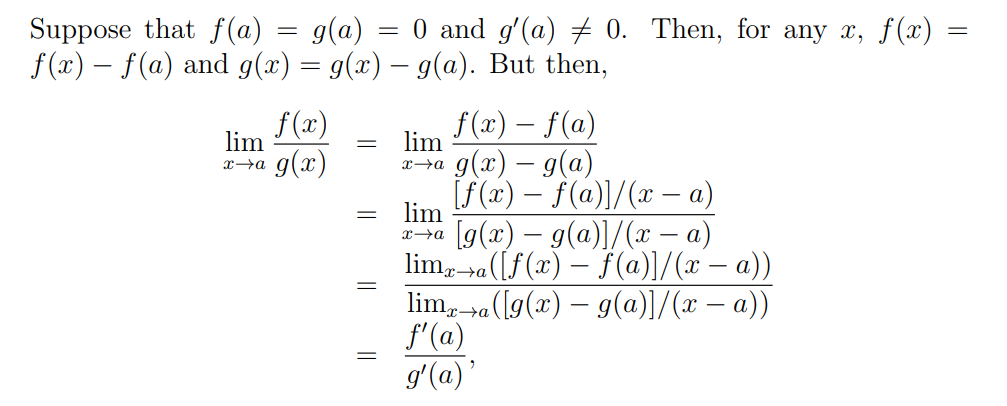 Suppose that f(a) = g(a) = 0 and g′(a) ≠ 0. Then, for any x, f(x) =
f(x) − f(a) and g(x) = g(x) − g(a). But then,
lim_{x→a} f(x)/g(x) = lim_{x→a} (f(x) − f(a))/(g(x) − g(a))
= lim_{x→a} ([f(x) − f(a)]/(x − a))/([g(x) − g(a)]/(x − a))
= (lim_{x→a}([f(x) − f(a)]/(x − a)))/(lim_{x→a}([g(x) − g(a)]/(x − a)))
= f′(a)/g′(a),